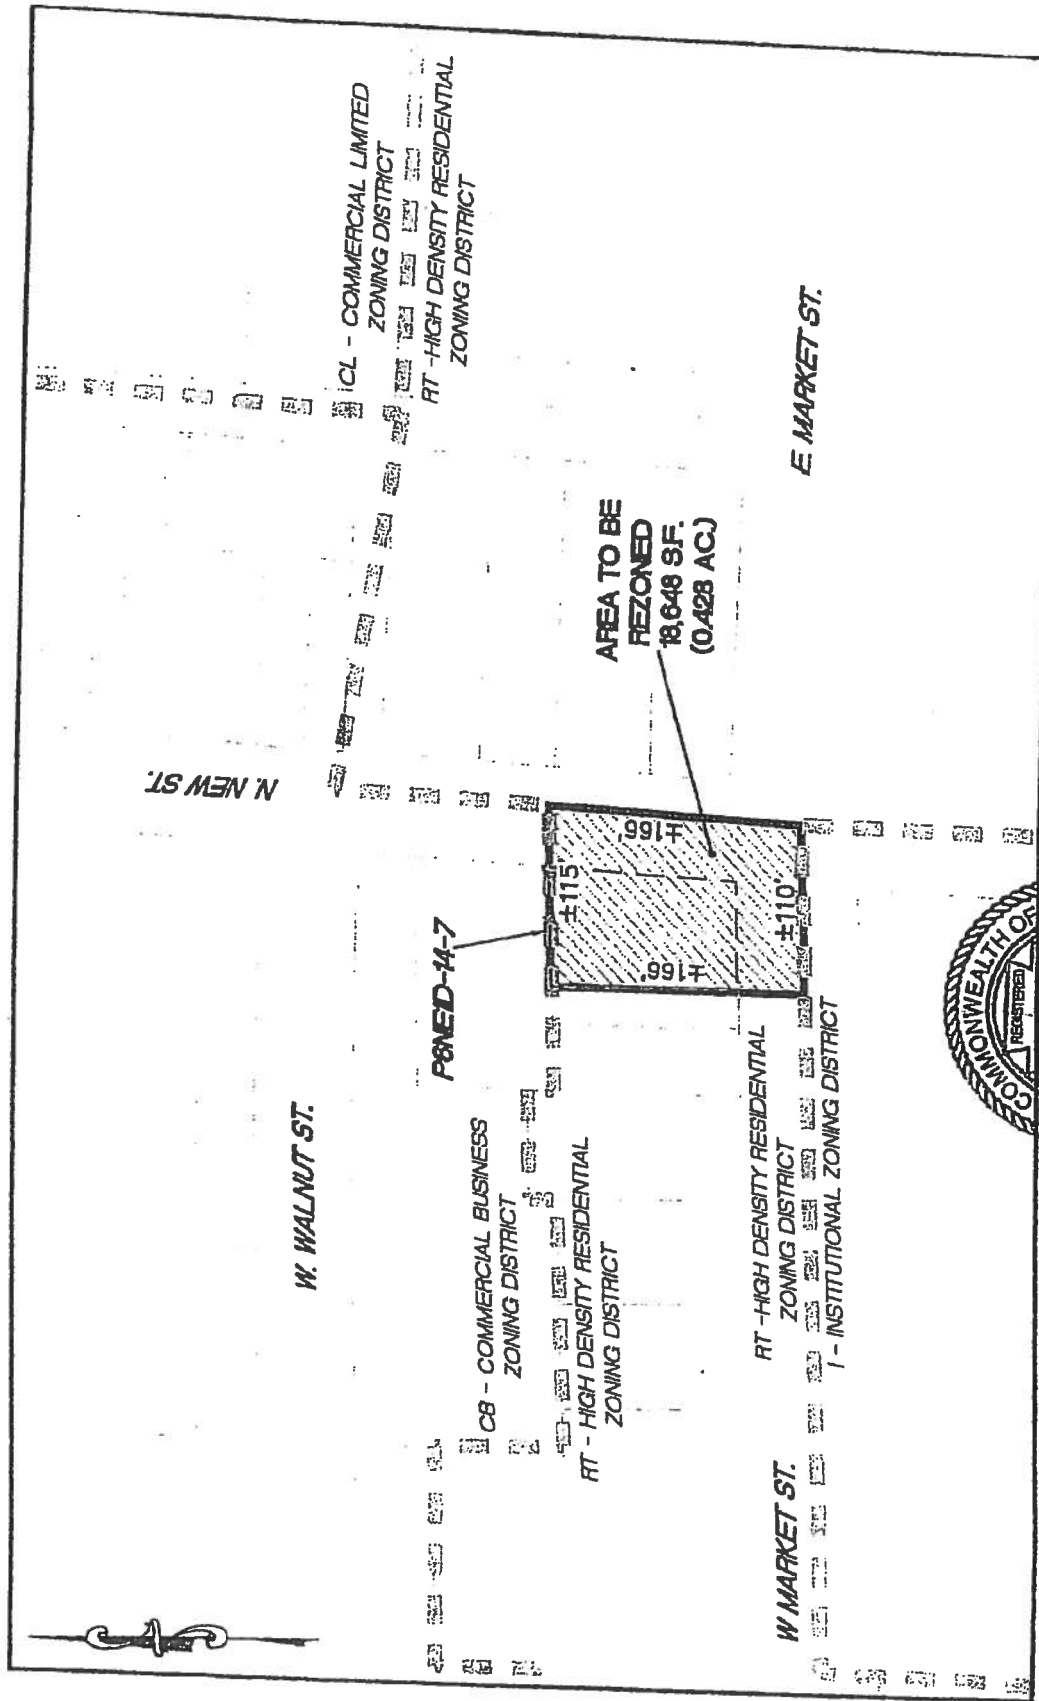 CL - COMMERCIAL LIMITED
ZONING DISTRICT
RT - HIGH DENSITY RESIDENTIAL
ZONING DISTRICT
N. NEW ST.
W. WALNUT ST.
P6NE1D-14-7
CB - COMMERCIAL BUSINESS
ZONING DISTRICT
RT - HIGH DENSITY RESIDENTIAL
ZONING DISTRICT
±115'
±166'
±166'
±110'
AREA TO BE
REZONED
18,648 S.F.
(0.428 AC.)
E. MARKET ST.
RT - HIGH DENSITY RESIDENTIAL
ZONING DISTRICT
I - INSTITUTIONAL ZONING DISTRICT
W MARKET ST.
COMMONWEALTH OF
REGISTERED